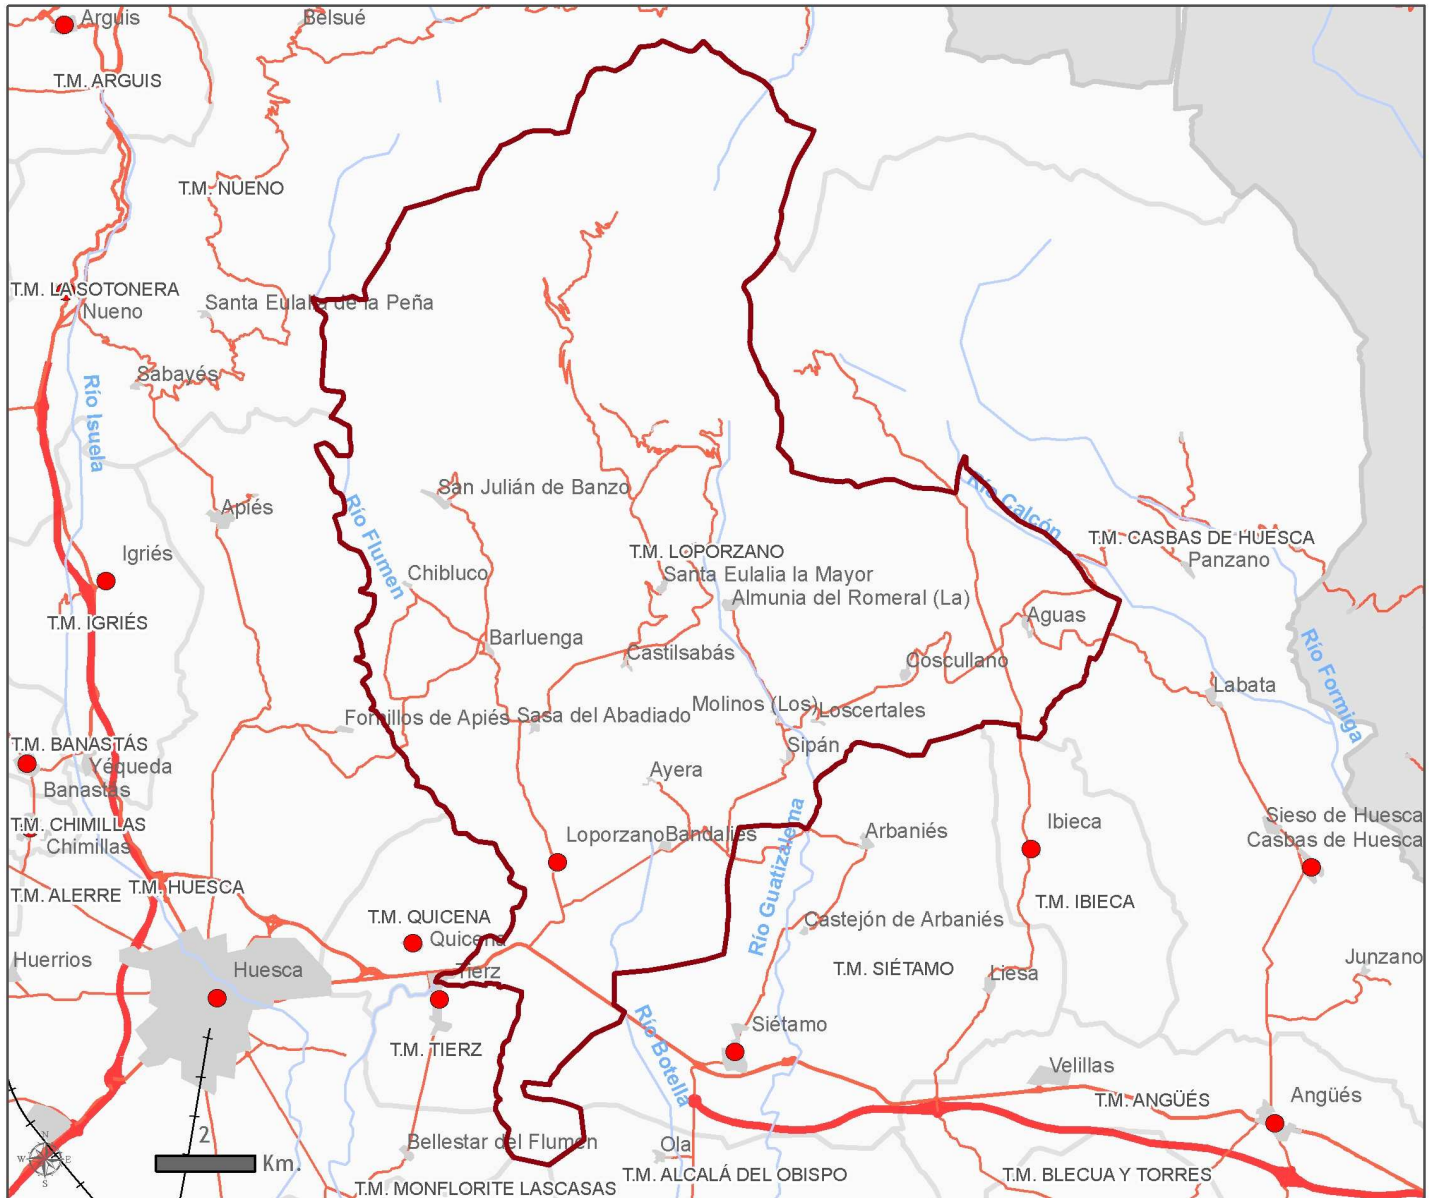 Arguis
Belsué
T.M. ARGUIS
T.M. NUENO
T.M. LA SOTONERA
Nueno
Santa Eulalia de la Peña
Sabayés
Río Isuela
San Julián de Banzo
Apiés
Río Flumen
Río Calcón
Igriés
T.M. LOPORZANO
T.M. CASBAS DE HUESCA
Panzano
Chibluco
Santa Eulalia la Mayor
Almunia del Romeral (La)
T.M. IGRIÉS
Aguas
Barluenga
Castilsabás
Coscullano
Río Formiga
Labata
Fornillos de Apiés
Sasa del Abadiado
Molinos (Los)
Loscertales
T.M. BANASTÁS
Yéqueda
Sipán
Banastás
Ayera
T.M. CHIMILLAS
Chimillas
Loporzano
Bandaliés
Arbaniés
Ibieca
Sieso de Huesca
Casbas de Huesca
T.M. ALERRE
T.M. HUESCA
Río Guatizalema
T.M. IBIECA
T.M. QUICENA
Quicena
Castejón de Arbaniés
Huerrios
Huesca
Tierz
T.M. SIÉTAMO
Liesa
Junzano
Siétamo
T.M. TIERZ
Río Botella
Velillas
T.M. ANGÜÉS
Angüés
Bellestar del Flumen
Ola
2
Km.
N
W
E
S
T.M. MONFLORITE LASCASAS
T.M. ALCALÁ DEL OBISPO
T.M. BLECUA Y TORRES